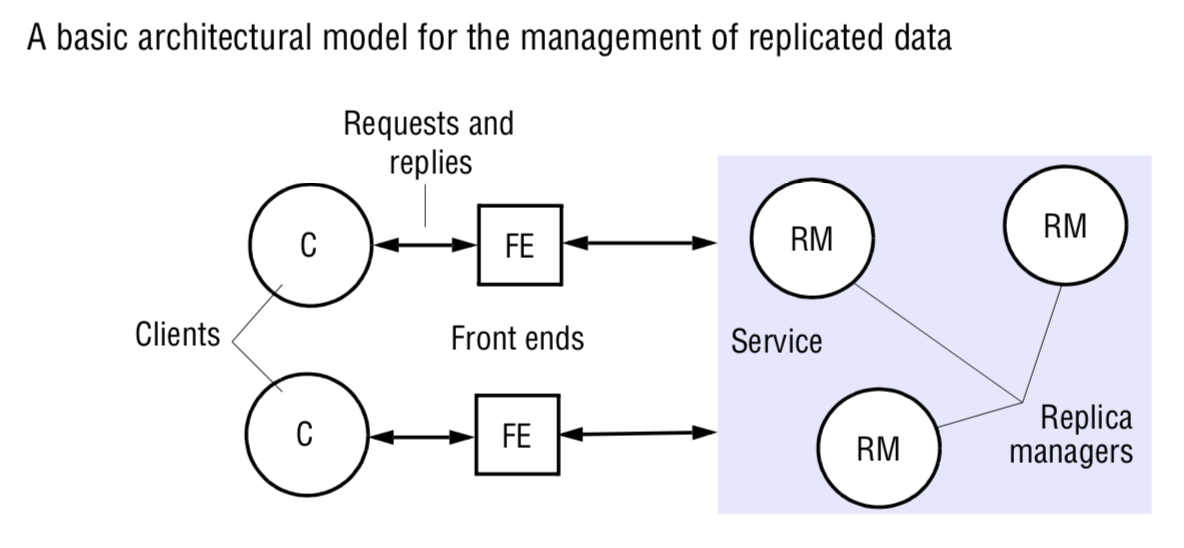 A basic architectural model for the management of replicated data
Requests and
replies
C
FE
RM
RM
Clients
Front ends
Service
C
FE
RM
Replica
managers